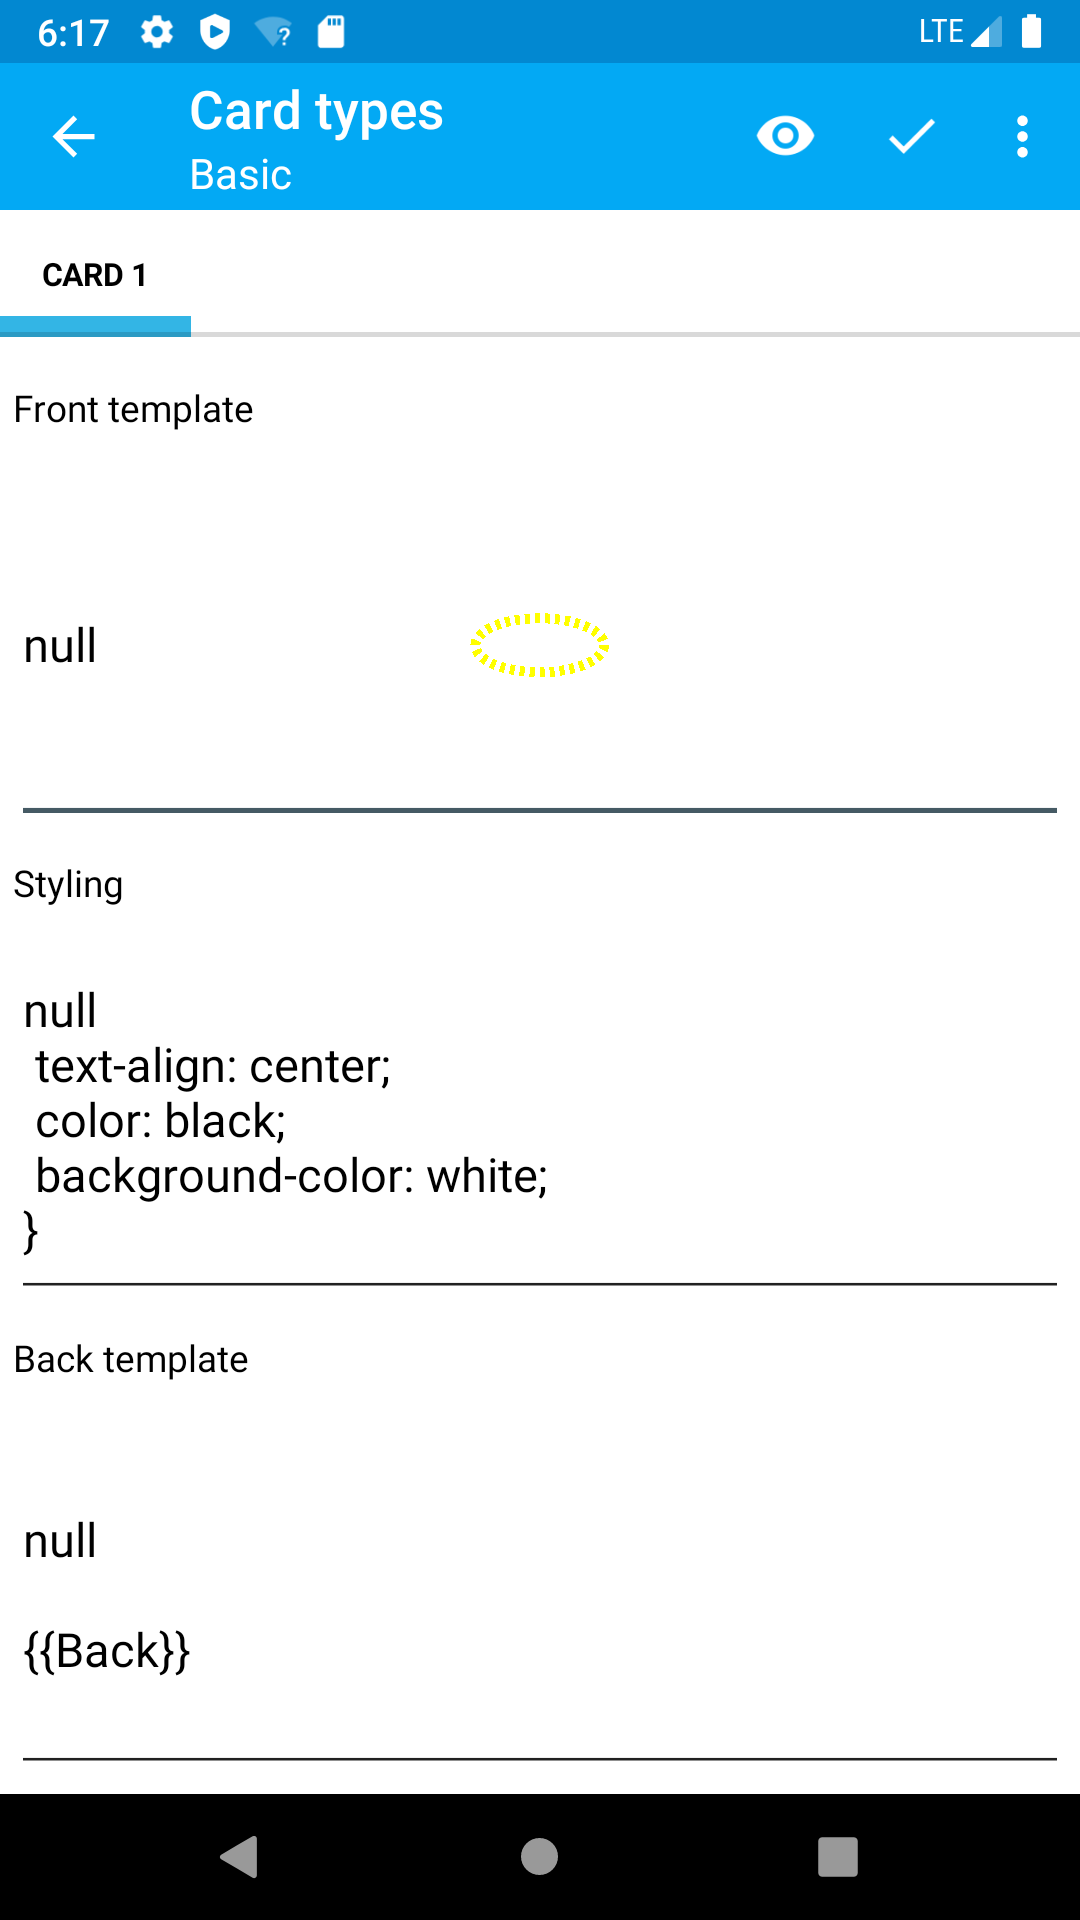 6:17
LTE
Card types
Basic
CARD 1
Front template
null
Styling
null
text-align: center;
color: black;
background-color: white;
}
Back template
null
{{Back}}